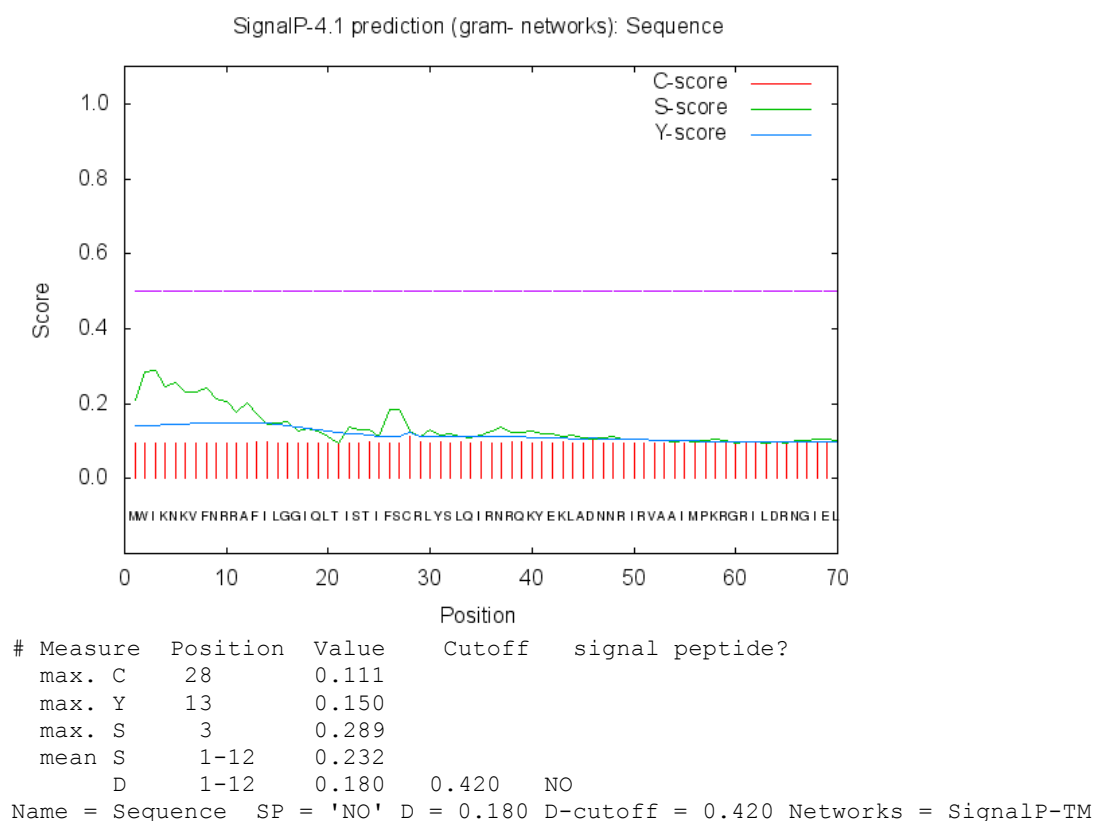 SignalP-4.1 prediction (gram- networks): Sequence
C-score
S-score
Y-score
1.0
0.8
0.6
0.4
0.2
0.0
Score
MWIKNKVFNRRAFILGGIQLTISTIFSCRLYSLQIRNRQKYEKLADNNRIRVAAIMPKRGRILDRNGIEL
0 10 20 30 40 50 60 70
Position
# Measure Position Value Cutoff signal peptide?
max. C 28 0.111
max. Y 13 0.150
max. S 3 0.289
mean S 1-12 0.232
D 1-12 0.180 0.420 NO
Name = Sequence SP = 'NO' D = 0.180 D-cutoff = 0.420 Networks = SignalP-TM